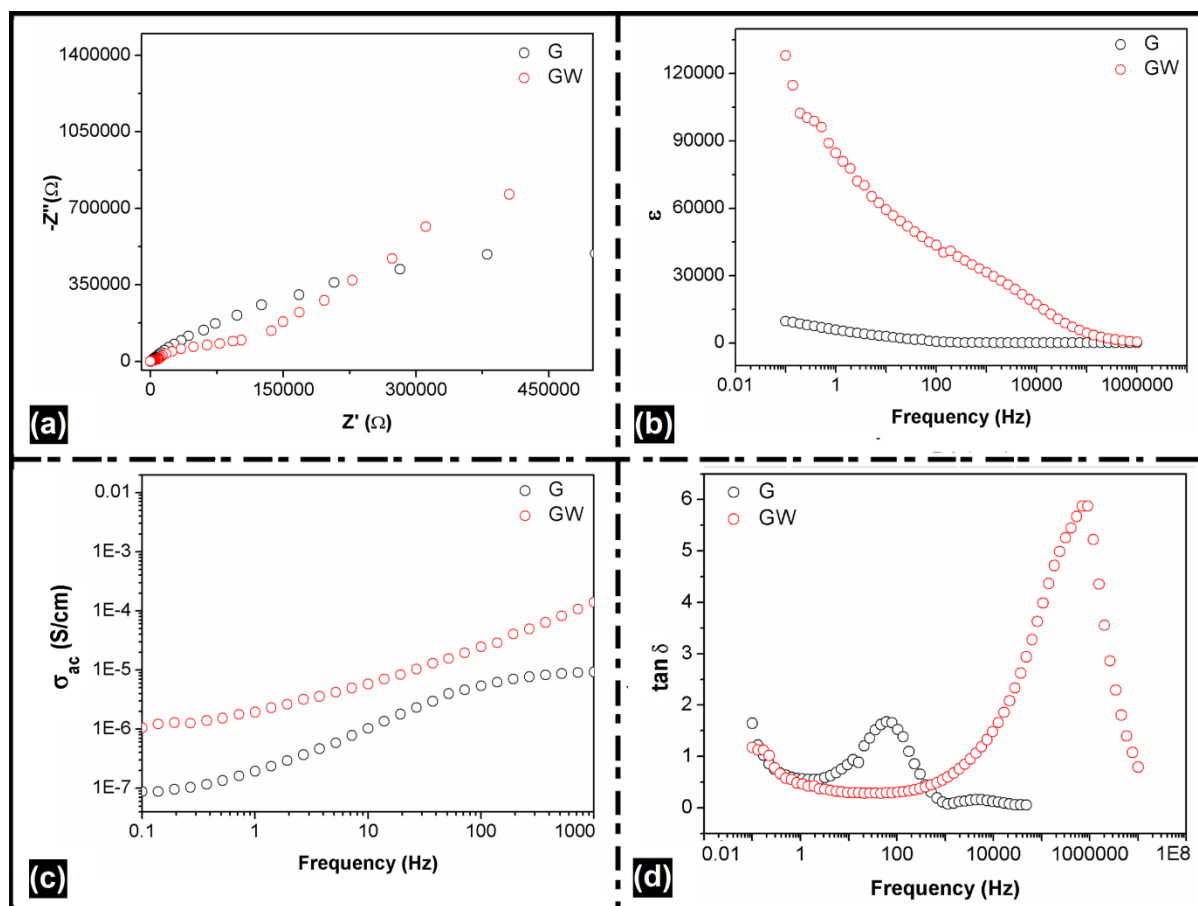 1400000
1050000
700000
350000
0
-Z"(Ω)
G
GW
0
150000
300000
450000
Z' (Ω)
(a)
120000
90000
60000
30000
0
ε
G
GW
0.01
1
100
10000
1000000
Frequency (Hz)
(b)
0.01
1E-3
1E-4
1E-5
1E-6
1E-7
σac (S/cm)
G
GW
0.1
1
10
100
1000
Frequency (Hz)
(c)
6
5
4
3
2
1
0
tan δ
G
GW
0.01
1
100
10000
1000000
1E8
Frequency (Hz)
(d)